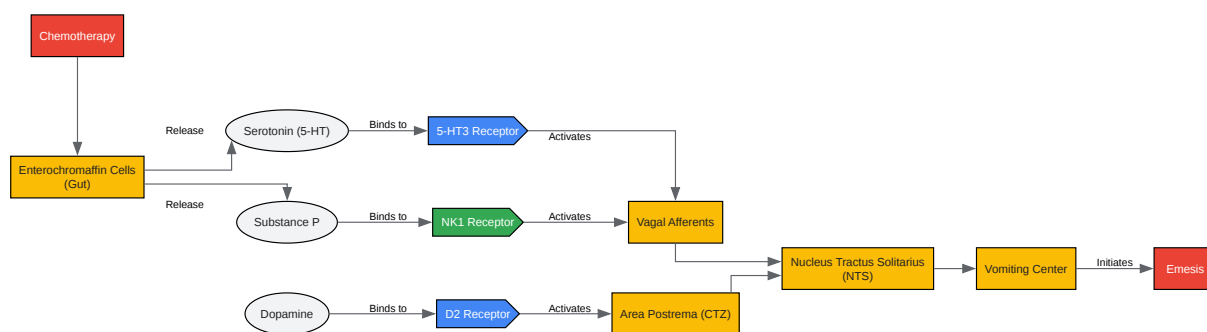 Chemotherapy
Release
Serotonin (5-HT)
Binds to
5-HT3 Receptor
Activates
Enterochromaffin Cells
(Gut)
Release
Substance P
Binds to
NK1 Receptor
Activates
Vagal Afferents
Nucleus Tractus Solitarius
(NTS)
Vomiting Center
Initiates
Emesis
Dopamine
Binds to
D2 Receptor
Activates
Area Postrema (CTZ)